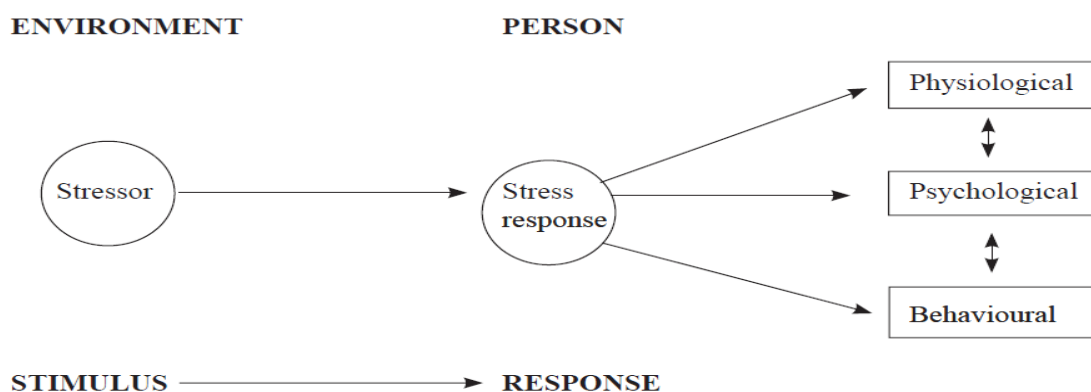 ENVIRONMENT PERSON
Physiological
Stressor
Stress
response
Psychological
Behavioural
STIMULUS RESPONSE